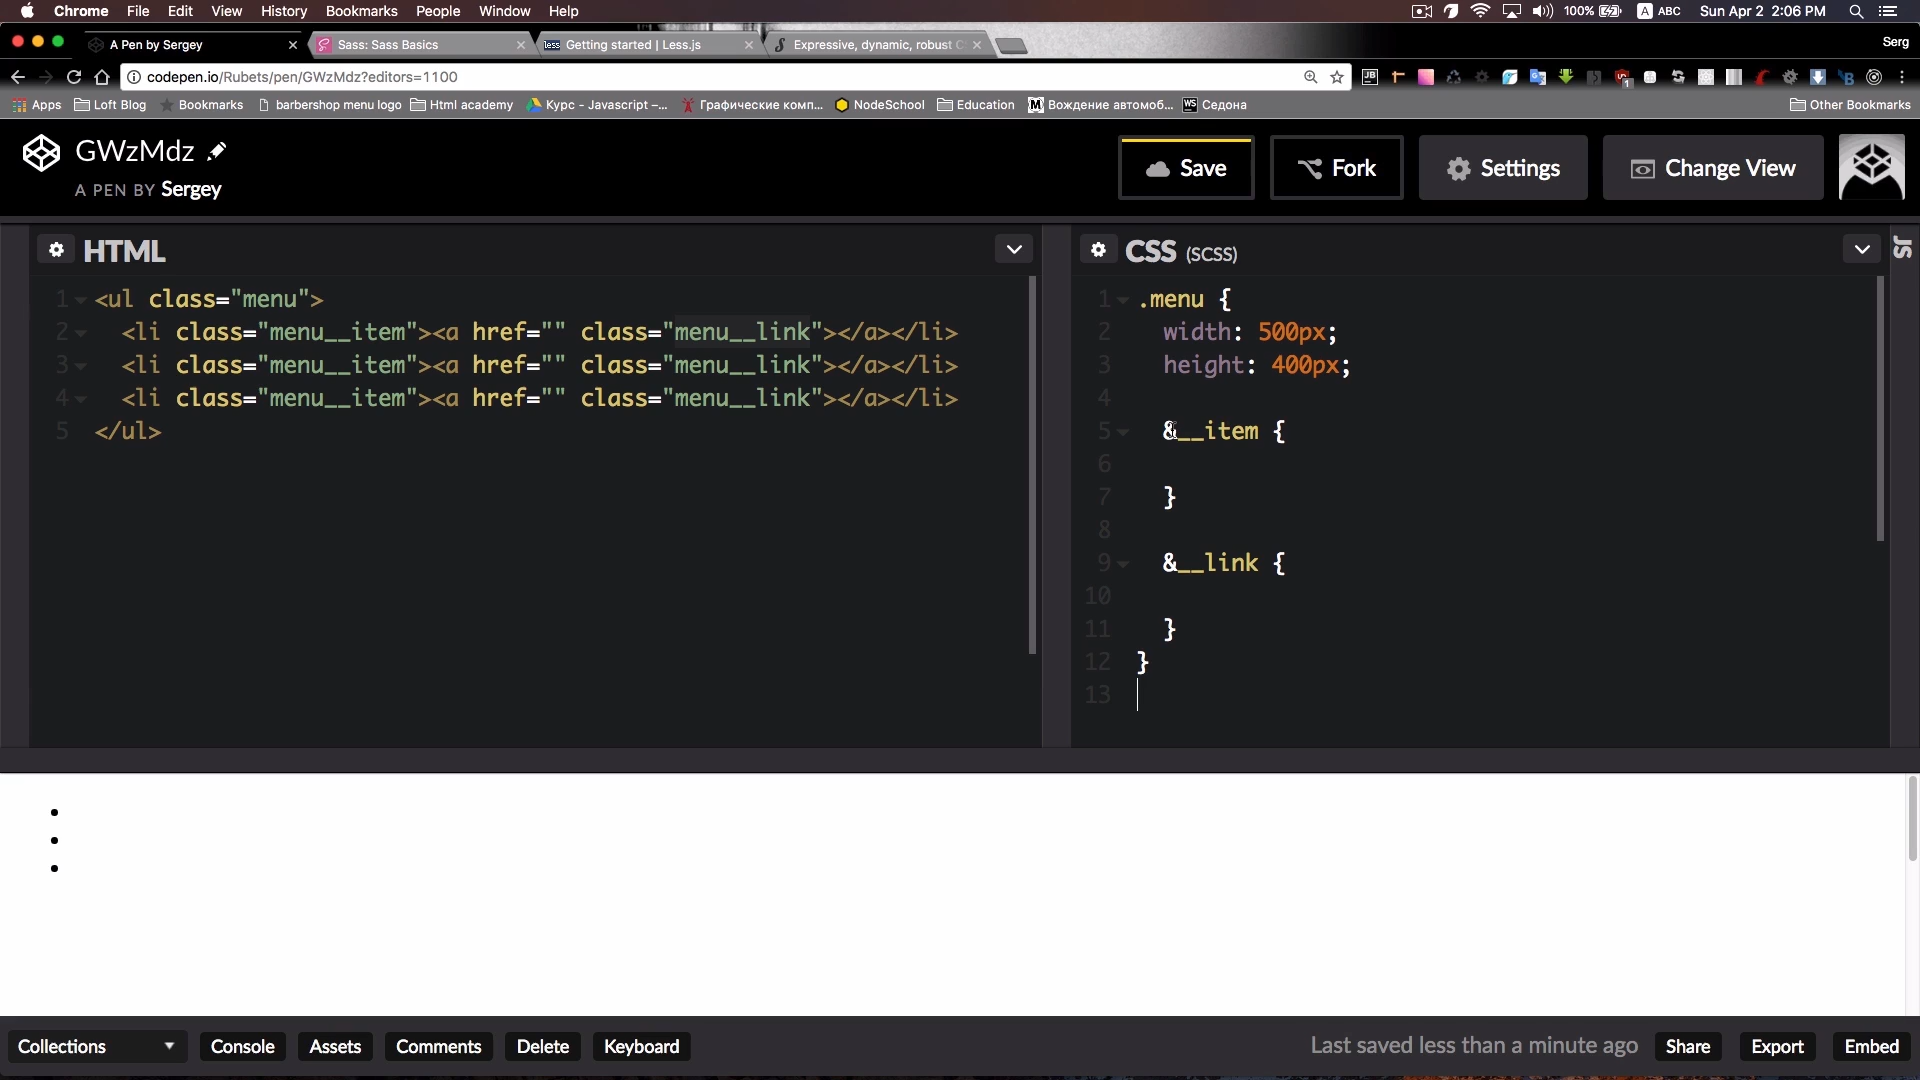 Chrome File Edit View History Bookmarks People Window Help 100% A ABC Sun Apr 2 2:06 PM
A Pen by Sergey Sass: Sass Basics less Getting started | Less.js Expressive, dynamic, robust C Serg
codepen.io/Rubets/pen/GWzMdz?editors=1100
Apps Loft Blog Bookmarks barbershop menu logo Html academy Курс - Javascript –... Графические комп... NodeSchool Education M Вождение автомоб... WS Седона Other Bookmarks
GWzMdz
A PEN BY Sergey
Save Fork Settings Change View
HTML
1 <ul class="menu">
2 <li class="menu__item"><a href="" class="menu__link"></a></li>
3 <li class="menu__item"><a href="" class="menu__link"></a></li>
4 <li class="menu__item"><a href="" class="menu__link"></a></li>
5 </ul>
CSS (SCSS)
1 .menu {
2 width: 500px;
3 height: 400px;
4
5 &__item {
6
7 }
8
9 &__link {
10
11 }
12 }
13
JS
Collections Console Assets Comments Delete Keyboard Last saved less than a minute ago Share Export Embed